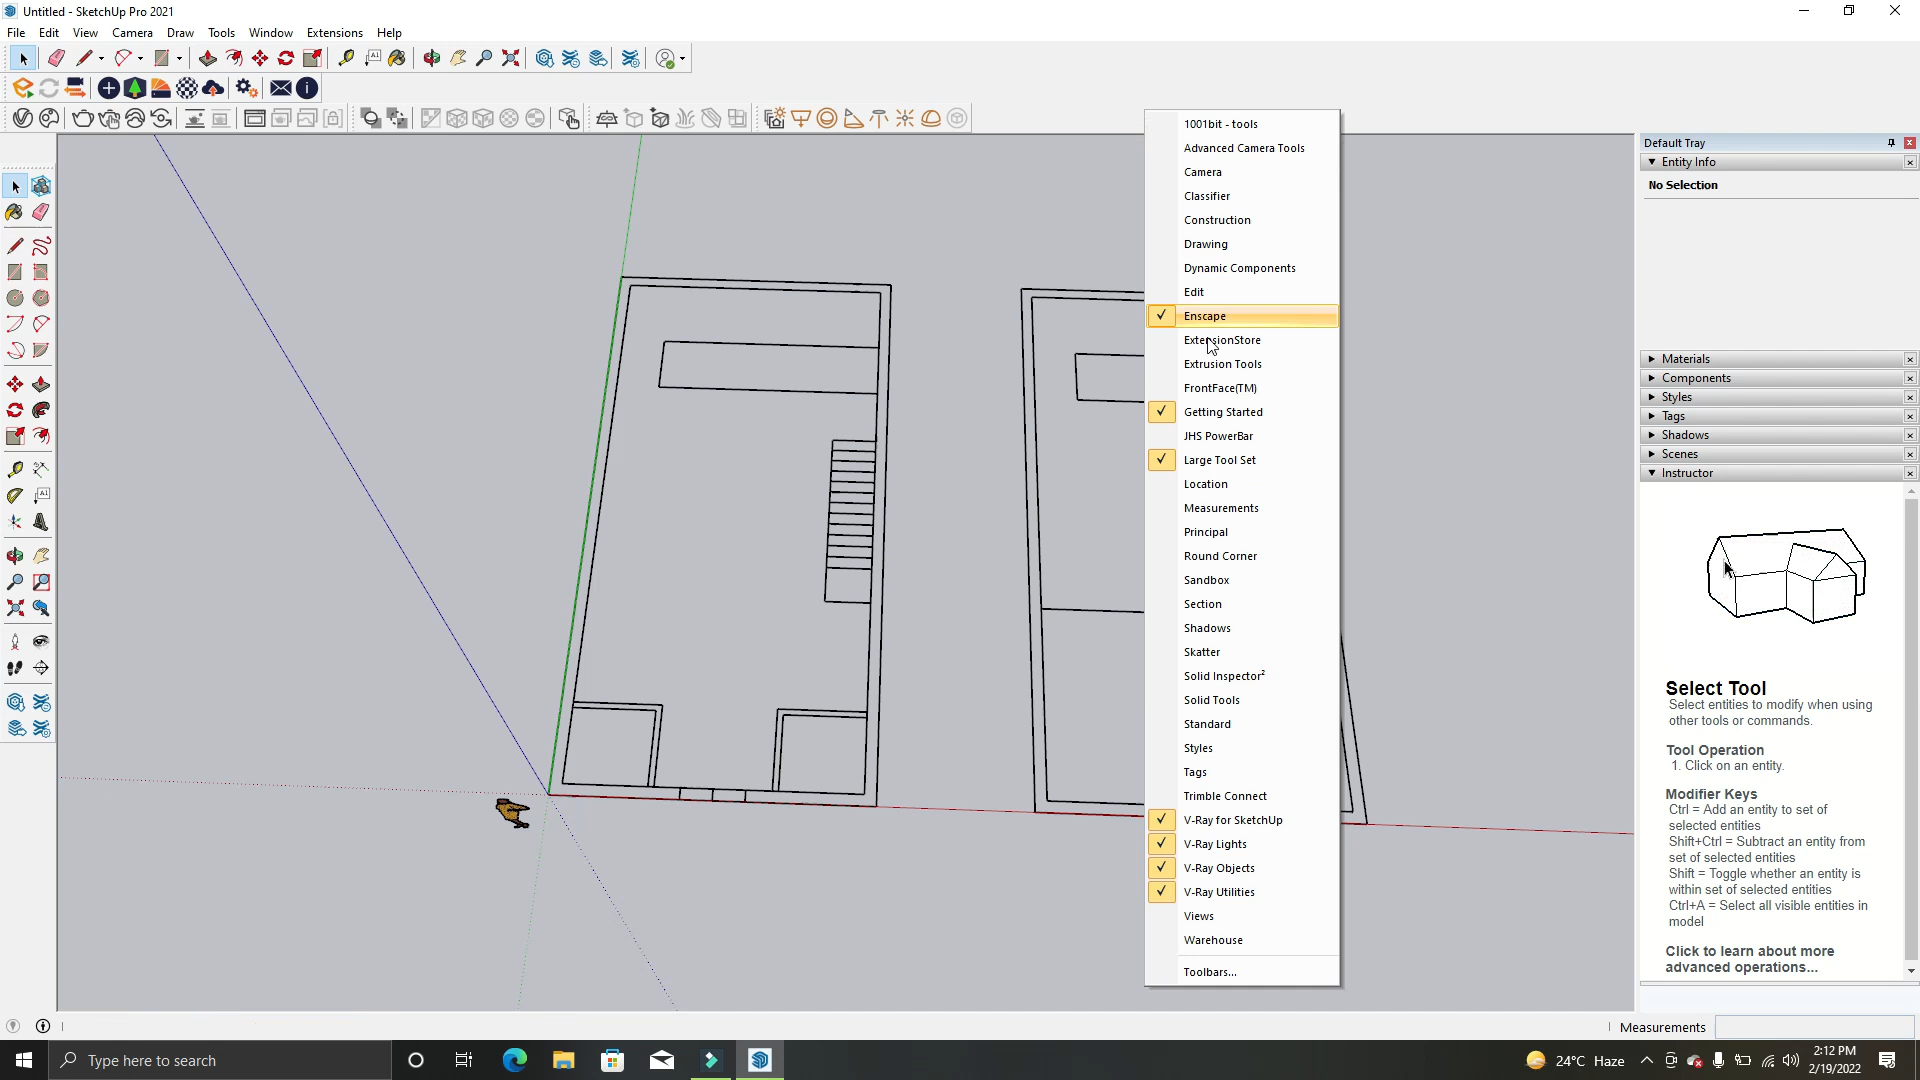 Untitled - SketchUp Pro 2021
File Edit View Camera Draw Tools Window Extensions Help
Default Tray
Entity Info
No Selection
Materials
Components
Styles
Tags
Shadows
Scenes
Instructor
1001bit - tools
Advanced Camera Tools
Camera
Classifier
Construction
Drawing
Dynamic Components
Edit
Enscape
ExtensionStore
Extrusion Tools
FrontFace(TM)
Getting Started
JHS PowerBar
Large Tool Set
Location
Measurements
Principal
Round Corner
Sandbox
Section
Shadows
Skatter
Solid Inspector²
Solid Tools
Standard
Styles
Tags
Trimble Connect
V-Ray for SketchUp
V-Ray Lights
V-Ray Objects
V-Ray Utilities
Views
Warehouse
Toolbars...
Select Tool
Select entities to modify when using
other tools or commands.
Tool Operation
1. Click on an entity.
Modifier Keys
Ctrl = Add an entity to set of
selected entities
Shift+Ctrl = Subtract an entity from
set of selected entities
Shift = Toggle whether an entity is
within set of selected entities
Ctrl+A = Select all visible entities in
model
Click to learn about more
advanced operations...
Measurements
Type here to search
24°C Haze
2:12 PM
2/19/2022